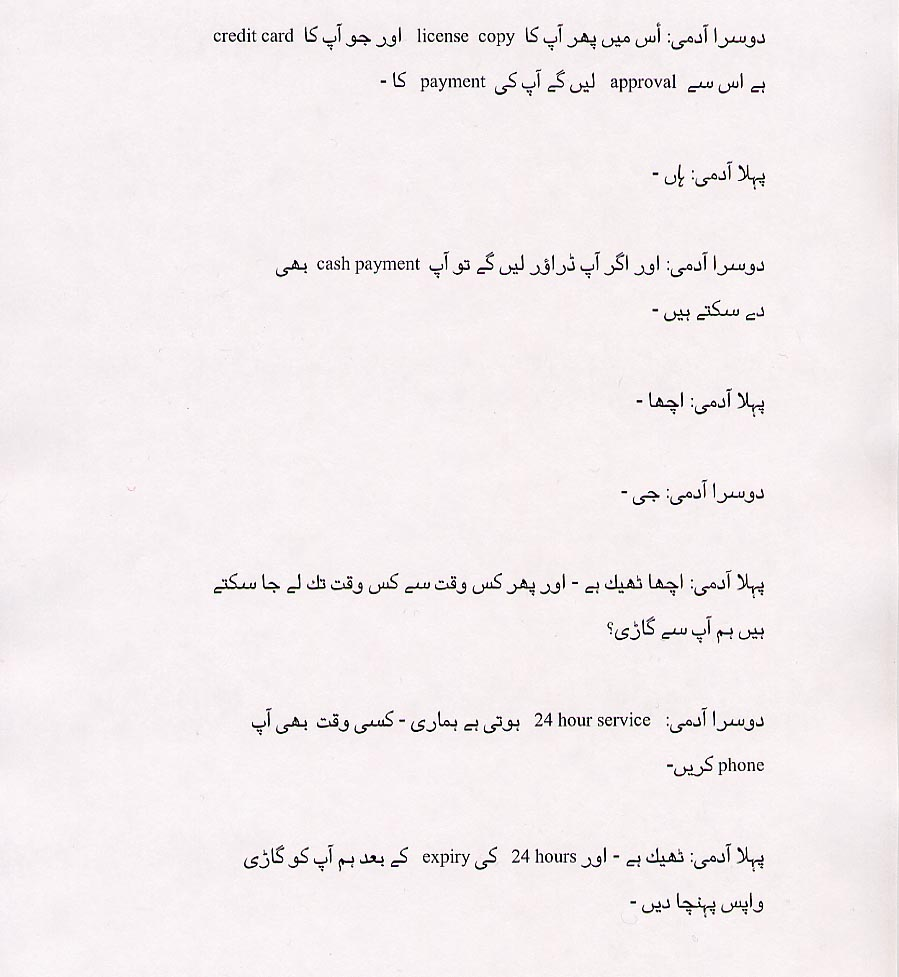 دوسرا آدمی: اُس میں پھر آپ کا license copy اور جو آپ کا credit card
ہے اس سے approval لیں گے آپ کی payment کا -
پہلا آدمی: ہاں -
دوسرا آدمی: اور اگر آپ ڈراؤر لیں گے تو آپ cash payment بھی
دے سکتے ہیں -
پہلا آدمی: اچھا -
دوسرا آدمی: جی -
پہلا آدمی: اچھا ٹھیك ہے - اور پھر کس وقت سے کس وقت تك لے جا سکتے
ہیں ہم آپ سے گاڑی؟
دوسرا آدمی: 24 hour service ہوتی ہے ہماری - کسی وقت بھی آپ
phone کریں-
پہلا آدمی: ٹھیك ہے - اور 24 hours کی expiry کے بعد ہم آپ کو گاڑی
واپس پہنچا دیں -